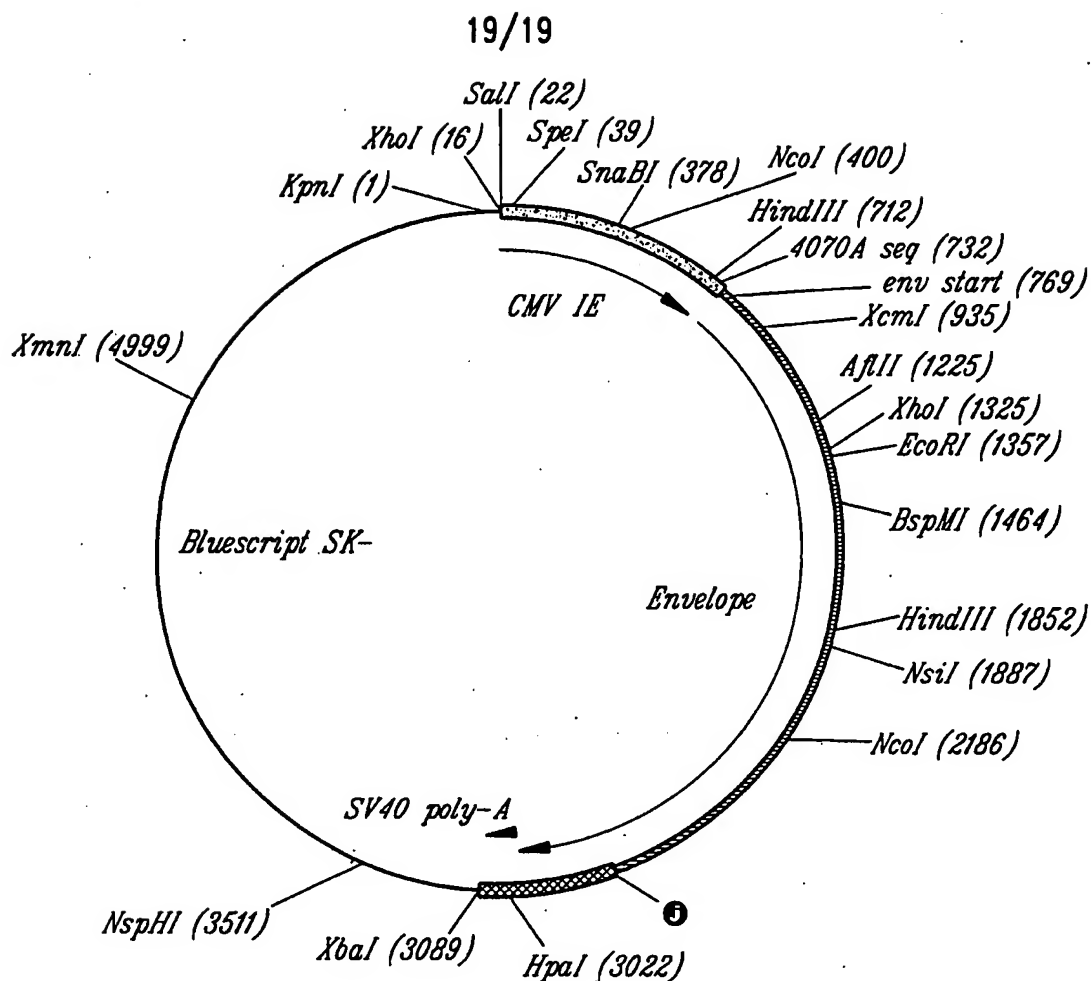 19/19
SalI (22)
XhoI (16)
SpeI (39)
KpnI (1)
SnaBI (378)
NcoI (400)
HindIII (712)
4070A seq (732)
env start (769)
XcmI (935)
CMV IE
XmnI (4999)
AflII (1225)
XhoI (1325)
EcoRI (1357)
BspMI (1464)
Bluescript SK-
Envelope
HindIII (1852)
NsiI (1887)
NcoI (2186)
SV40 poly-A
NspHI (3511)
XbaI (3089)
HpaI (3022)